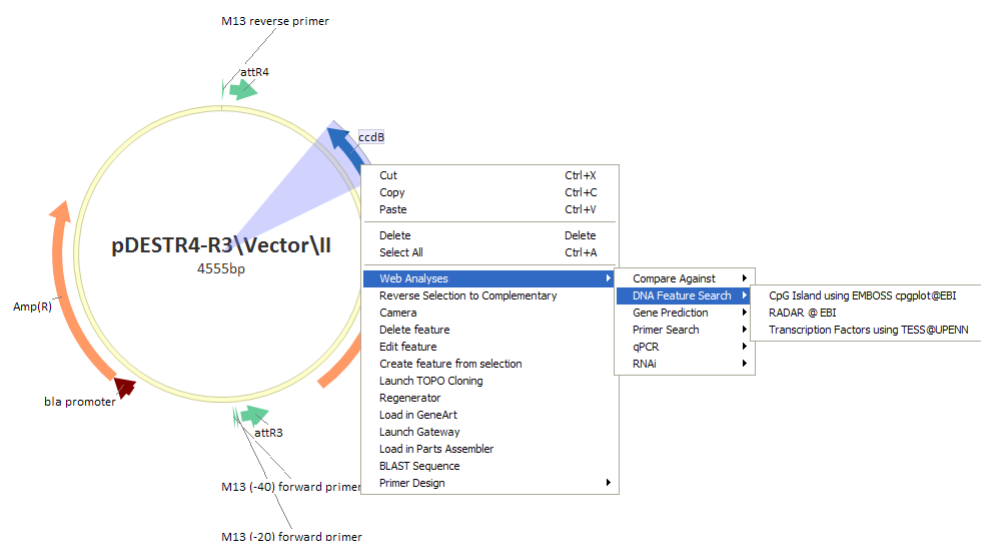 M13 reverse primer
attR4
ccdB
pDESTR4-R3\Vector\II
4555bp
Amp(R)
bla promoter
attR3
M13 (-40) forward primer
M13 (-20) forward primer
Cut Ctrl+X
Copy Ctrl+C
Paste Ctrl+V
Delete Delete
Select All Ctrl+A
Web Analyses
Reverse Selection to Complementary
Camera
Delete feature
Edit feature
Create feature from selection
Launch TOPO Cloning
Regenerator
Load in GeneArt
Launch Gateway
Load in Parts Assembler
BLAST Sequence
Primer Design
Compare Against
DNA Feature Search
Gene Prediction
Primer Search
qPCR
RNAi
CpG Island using EMBOSS cpgplot@EBI
RADAR @ EBI
Transcription Factors using TESS@UPENN